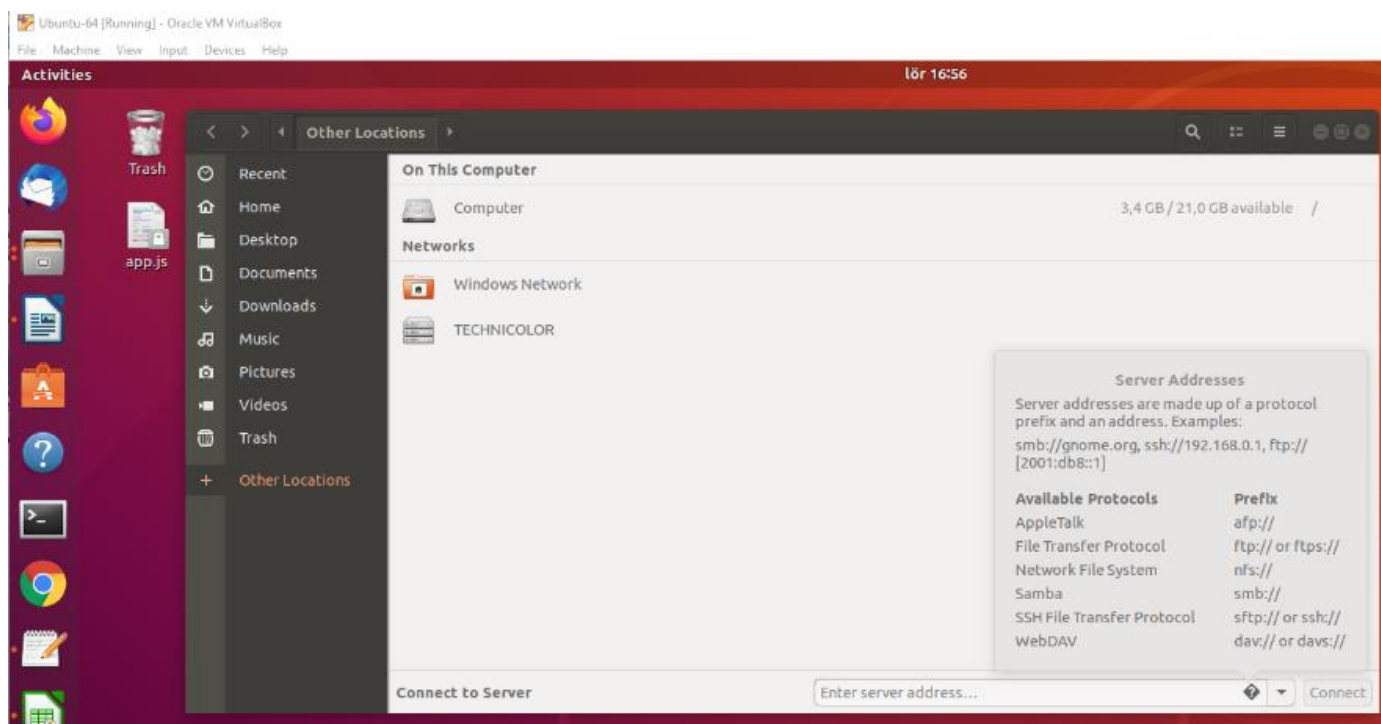 Ubuntu-64 [Running] - Oracle VM VirtualBox
File Machine View Input Devices Help
Activities
lör 16:56
Other Locations
Trash
app.js
Recent
Home
Desktop
Documents
Downloads
Music
Pictures
Videos
Trash
Other Locations
On This Computer
Computer
3,4 GB / 21,0 GB available /
Networks
Windows Network
TECHNICOLOR
Server Addresses
Server addresses are made up of a protocol
prefix and an address. Examples:
smb://gnome.org, ssh://192.168.0.1, ftp://
[2001:db8::1]
Available Protocols Prefix
AppleTalk afp://
File Transfer Protocol ftp:// or ftps://
Network File System nfs://
Samba smb://
SSH File Transfer Protocol sftp:// or ssh://
WebDAV dav:// or davs://
Connect to Server
Enter server address...
Connect